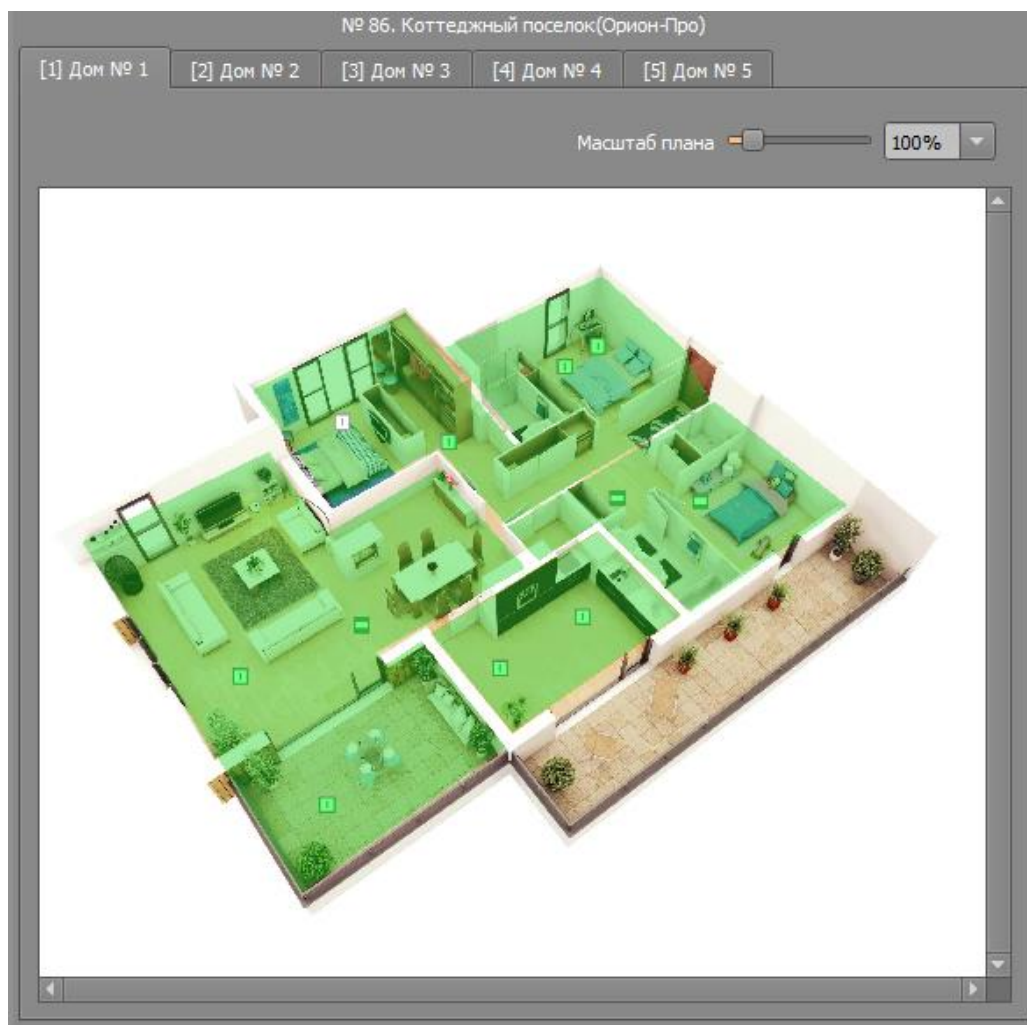 № 86. Коттеджный поселок(Орион-Про)
[1] Дом № 1
[2] Дом № 2
[3] Дом № 3
[4] Дом № 4
[5] Дом № 5
Масштаб плана
100%